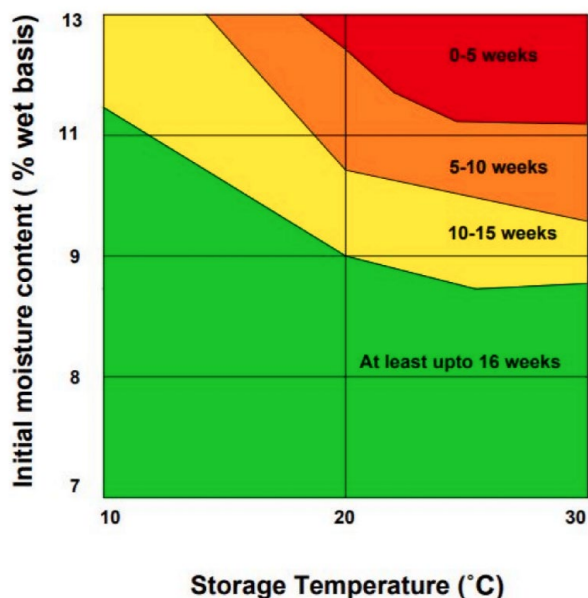 Initial moisture content ( % wet basis)
13
11
9
8
7
0-5 weeks
5-10 weeks
10-15 weeks
At least upto 16 weeks
10
20
30
Storage Temperature (˚C)